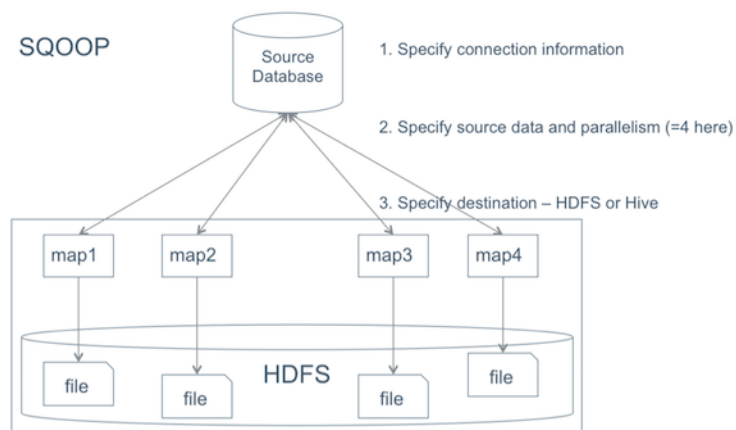 SQOOP
Source
Database
1. Specify connection information
2. Specify source data and parallelism (=4 here)
3. Specify destination – HDFS or Hive
map1
map2
map3
map4
HDFS
file
file
file
file